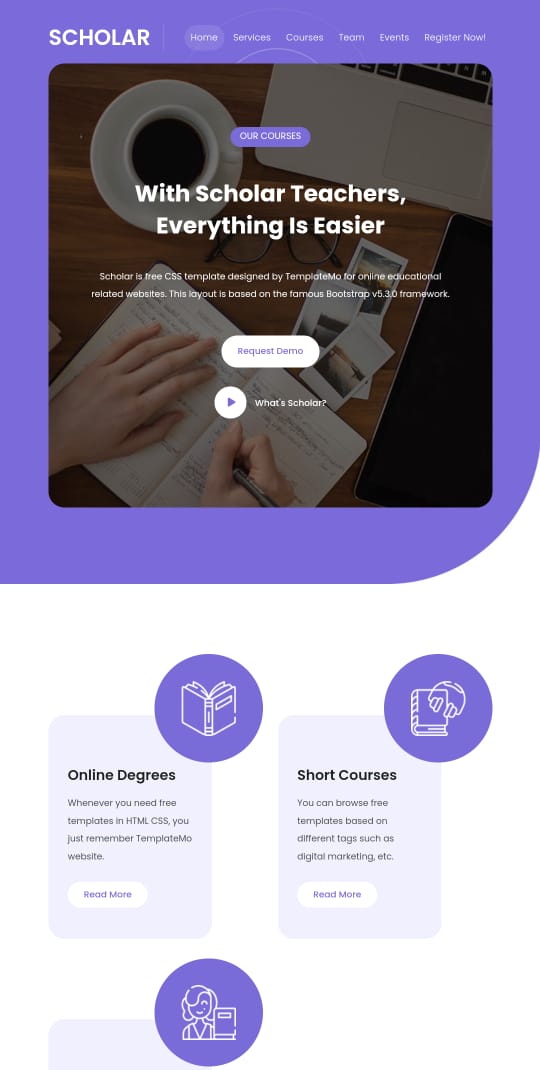 SCHOLAR
Home Services Courses Team Events Register Now!
OUR COURSES
With Scholar Teachers,
Everything Is Easier
Scholar is free CSS template designed by TemplateMo for online educational
related websites. This layout is based on the famous Bootstrap v5.3.0 framework.
Request Demo
What's Scholar?
Online Degrees
Whenever you need free
templates in HTML CSS, you
just remember TemplateMo
website.
Read More
Short Courses
You can browse free
templates based on
different tags such as
digital marketing, etc.
Read More